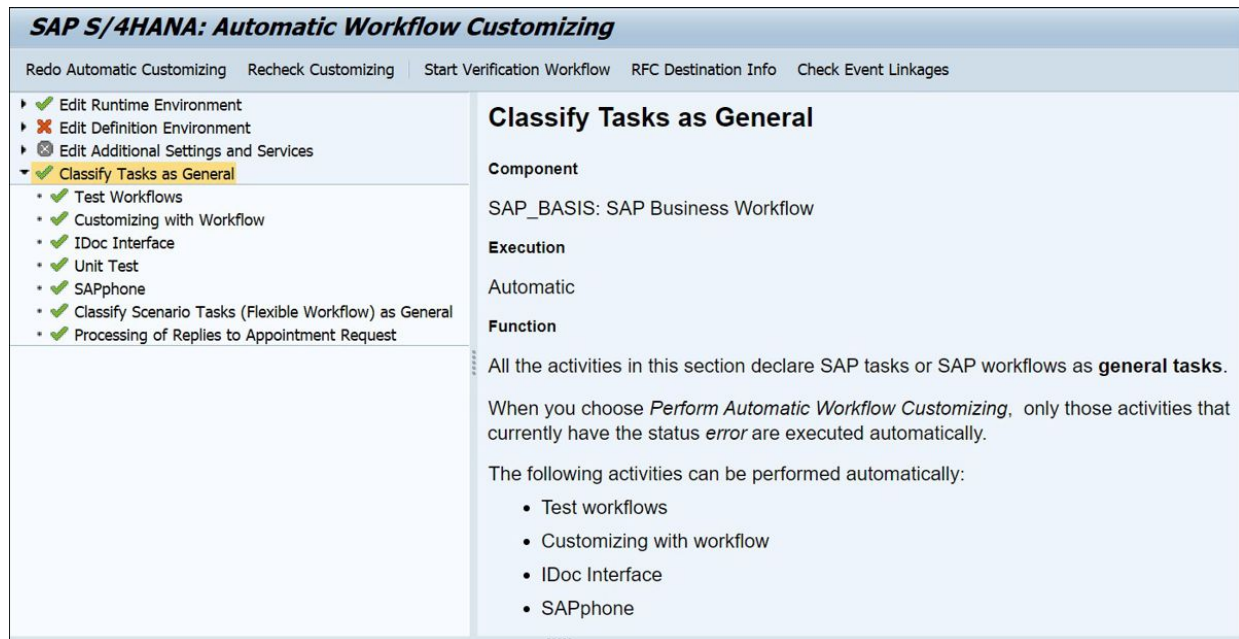 SAP S/4HANA: Automatic Workflow Customizing
Redo Automatic Customizing Recheck Customizing Start Verification Workflow RFC Destination Info Check Event Linkages
Edit Runtime Environment
Edit Definition Environment
Edit Additional Settings and Services
Classify Tasks as General
Test Workflows
Customizing with Workflow
IDoc Interface
Unit Test
SAPphone
Classify Scenario Tasks (Flexible Workflow) as General
Processing of Replies to Appointment Request
Classify Tasks as General
Component
SAP_BASIS: SAP Business Workflow
Execution
Automatic
Function
All the activities in this section declare SAP tasks or SAP workflows as general tasks.
When you choose Perform Automatic Workflow Customizing, only those activities that
currently have the status error are executed automatically.
The following activities can be performed automatically:
• Test workflows
• Customizing with workflow
• IDoc Interface
• SAPphone